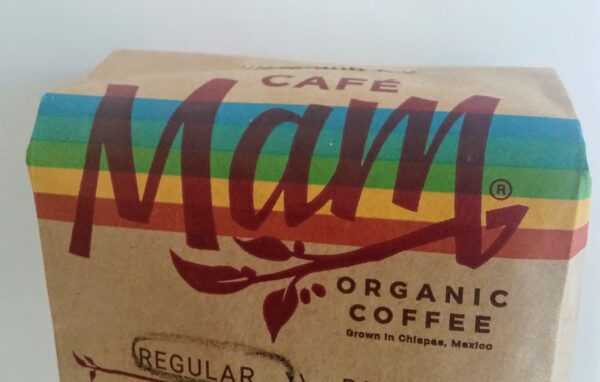 CAFÉ
Mam®
ORGANIC
COFFEE
Grown in Chiapas, Mexico
REGULAR